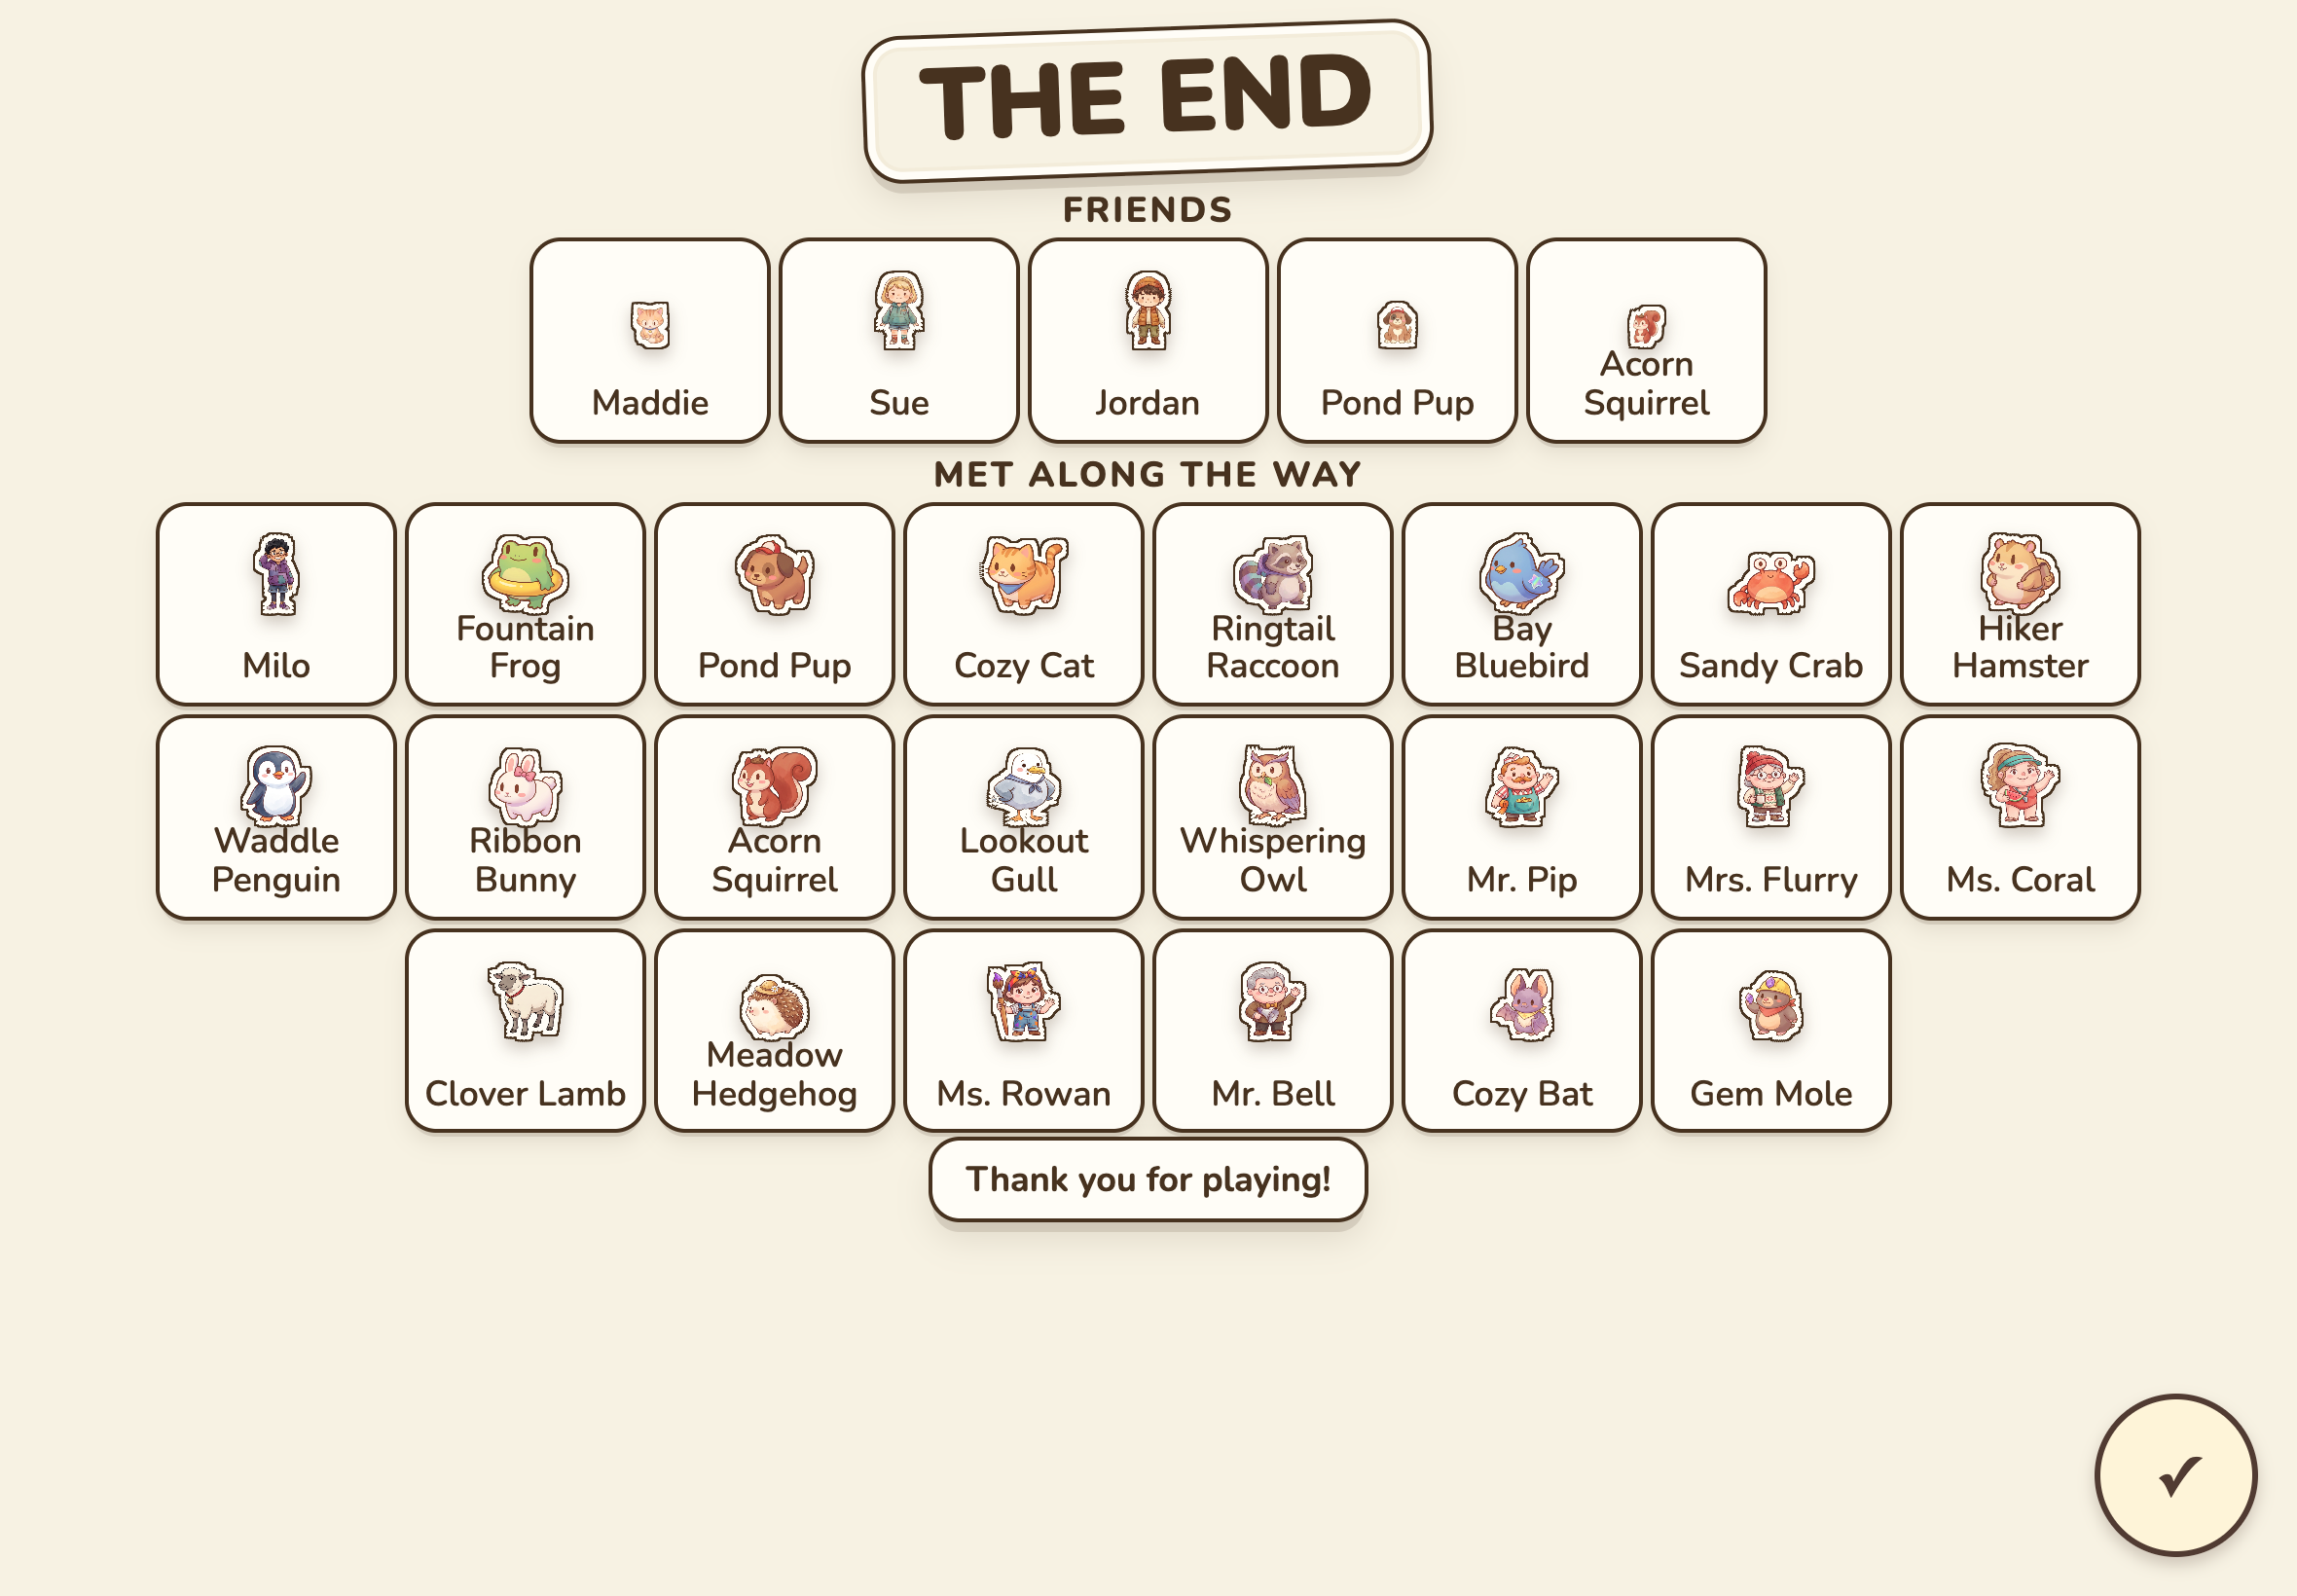 THE END
FRIENDS
Maddie
Sue
Jordan
Pond Pup
Acorn
Squirrel
MET ALONG THE WAY
Milo
Fountain
Frog
Pond Pup
Cozy Cat
Ringtail
Raccoon
Bay
Bluebird
Sandy Crab
Hiker
Hamster
Waddle
Penguin
Ribbon
Bunny
Acorn
Squirrel
Lookout
Gull
Whispering
Owl
Mr. Pip
Mrs. Flurry
Ms. Coral
Clover Lamb
Meadow
Hedgehog
Ms. Rowan
Mr. Bell
Cozy Bat
Gem Mole
Thank you for playing!